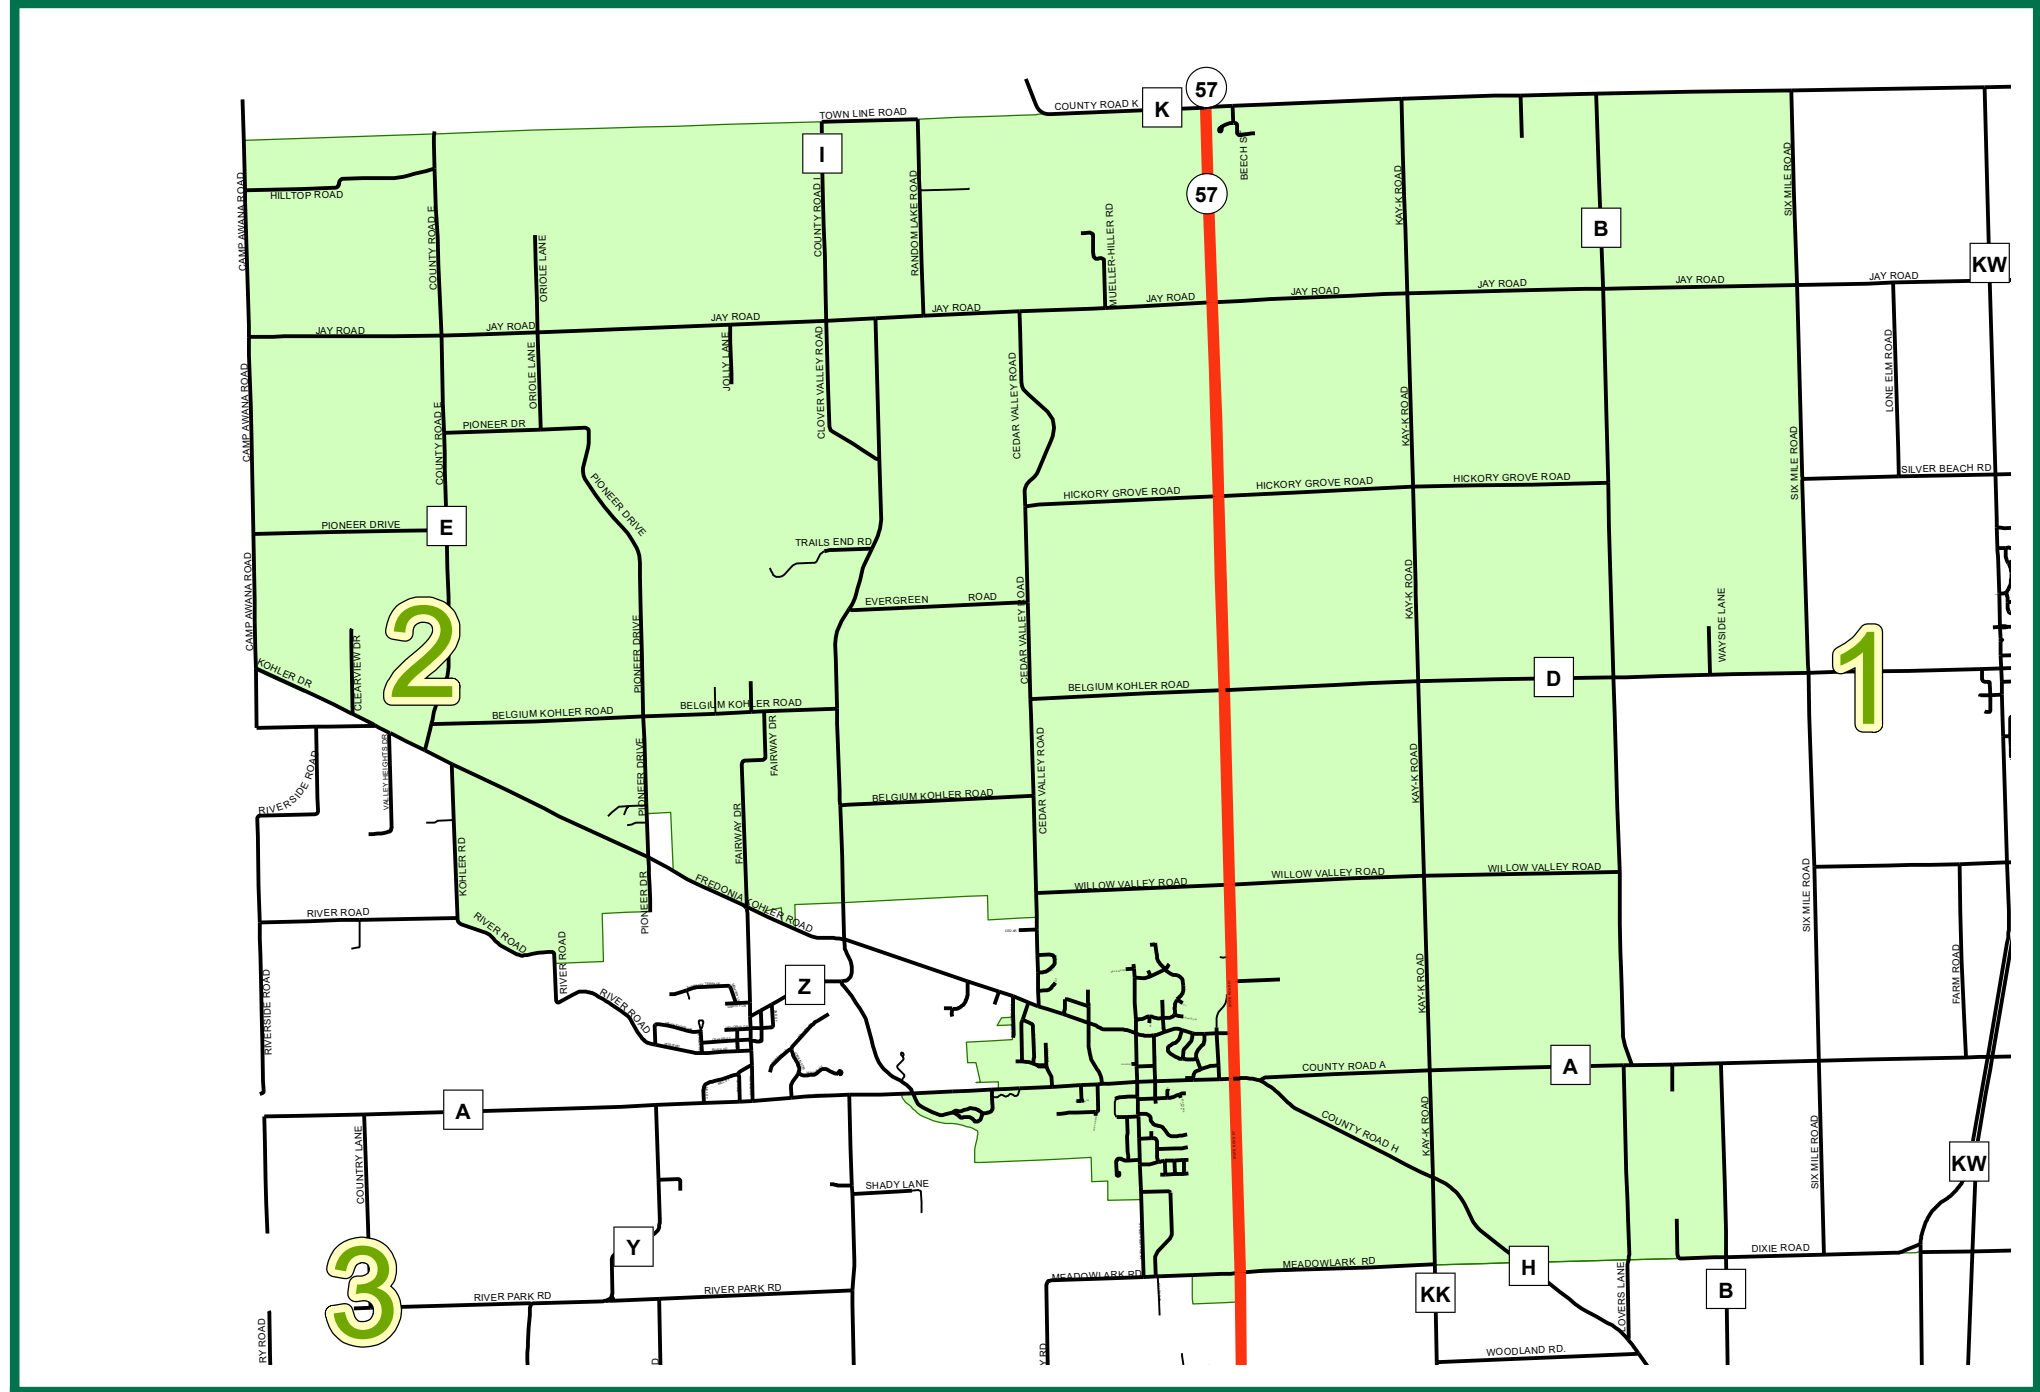 57
COUNTY ROAD K
K
TOWN LINE ROAD
I
57
BEECH S
HILLTOP ROAD
CAMP AWANA ROAD
COUNTY ROAD E
ORIOLE LANE
COUNTY ROAD I
RANDOM LAKE ROAD
MUELLER-HILLER RD
KAY-K ROAD
B
SIX MILE ROAD
KW
JAY ROAD
JAY ROAD
JAY ROAD
JAY ROAD
JAY ROAD
JAY ROAD
JAY ROAD
JAY ROAD
JAY ROAD
CAMP AWANA ROAD
COUNTY ROAD E
ORIOLE LANE
JOLLY LANE
CLOVER VALLEY ROAD
CEDAR VALLEY ROAD
KAY-K ROAD
LONE ELM ROAD
PIONEER DR
PIONEER DRIVE
SIX MILE ROAD
SILVER BEACH RD
HICKORY GROVE ROAD
HICKORY GROVE ROAD
HICKORY GROVE ROAD
PIONEER DRIVE
E
TRAILS END RD
CAMP AWANA ROAD
EVERGREEN ROAD
CEDAR VALLEY ROAD
KAY-K ROAD
WAYSIDE LANE
2
1
KOHLER DR
CLEARVIEW DR
PIONEER DRIVE
BELGIUM KOHLER ROAD
BELGIUM KOHLER ROAD
BELGIUM KOHLER ROAD
D
RIVERSIDE ROAD
VALLEY HEIGHTS DR
PIONEER DRIVE
FAIRWAY DR
CEDAR VALLEY ROAD
KAY-K ROAD
BELGIUM KOHLER ROAD
FAIRWAY DR
KOHLER RD
PIONEER DR
FREDONIA KOHLER ROAD
WILLOW VALLEY ROAD
WILLOW VALLEY ROAD
WILLOW VALLEY ROAD
SIX MILE ROAD
RIVER ROAD
RIVER ROAD
RIVER ROAD
RIVER ROAD
RIVERSIDE ROAD
Z
KAY-K ROAD
FARM ROAD
COUNTY ROAD A
A
A
COUNTRY LANE
COUNTY ROAD H
KAY-K ROAD
SIX MILE ROAD
KW
SHADY LANE
Y
3
RIVER PARK RD
RIVER PARK RD
MEADOWLARK RD
MEADOWLARK RD
H
DIXIE ROAD
KK
B
LOVERS LANE
RY ROAD
D
Y RD
WOODLAND RD.